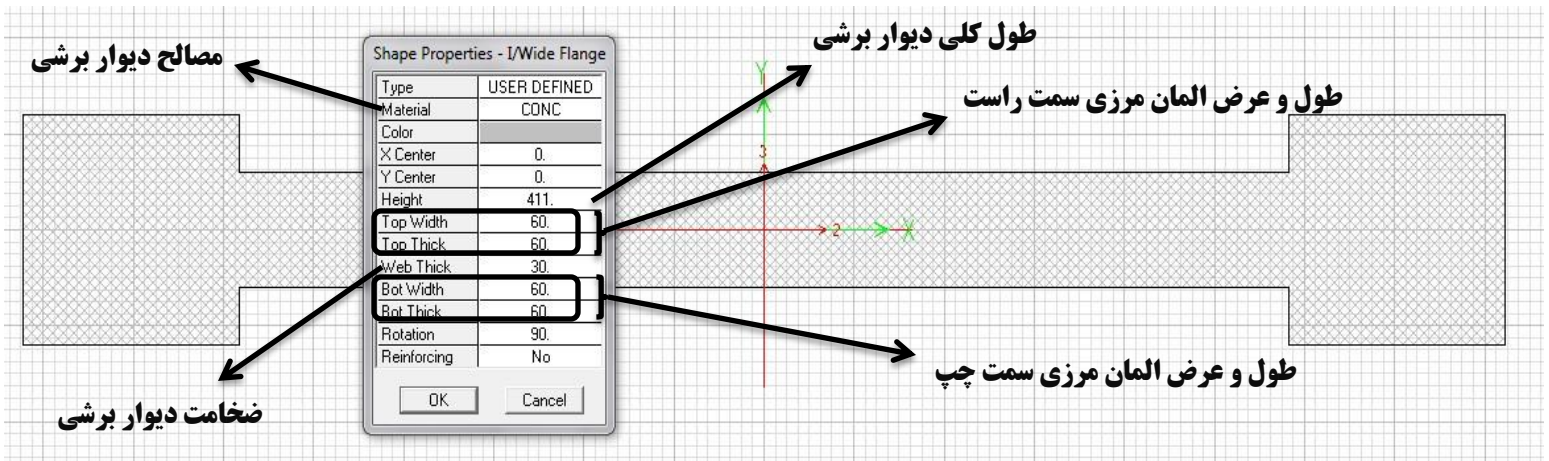 طول کلی دیوار برشی
مصالح دیوار برشی
طول و عرض المان مرزی سمت راست
Shape Properties - I/Wide Flange
Type USER DEFINED
Material CONC
Color
X Center 0.
Y Center 0.
Height 411.
Top Width 60.
Top Thick 60.
Web Thick 30.
Bot Width 60.
Bot Thick 60.
Rotation 90.
Reinforcing No
OK Cancel
Y
3
2 X
طول و عرض المان مرزی سمت چپ
ضخامت دیوار برشی